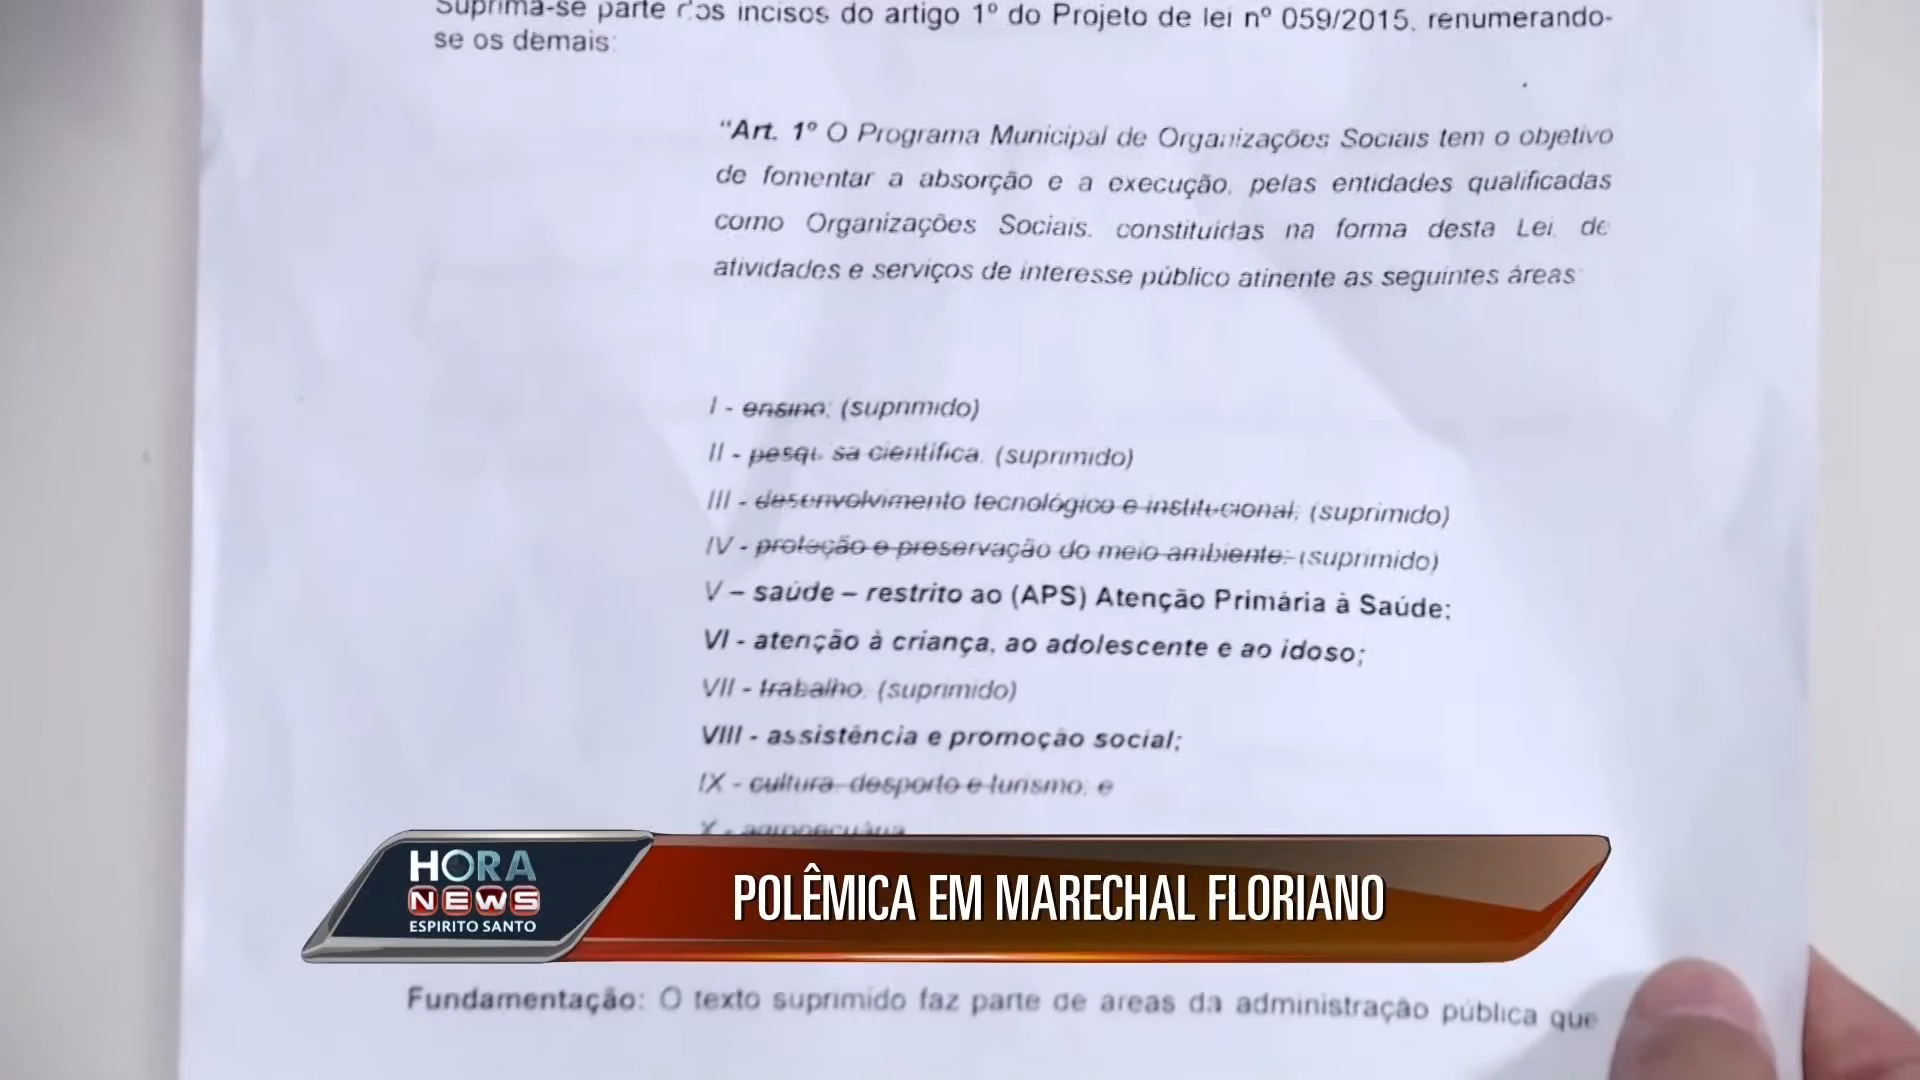 Suprima-se parte dos incisos do artigo 1º do Projeto de lei nº 059/2015, renumerando-
se os demais:
“Art. 1º O Programa Municipal de Organizações Sociais tem o objetivo
de fomentar a absorção e a execução, pelas entidades qualificadas
como Organizações Sociais, constituídas na forma desta Lei, de
atividades e serviços de interesse público atinente as seguintes áreas
I - ensino; (suprimido)
II - pesquisa científica; (suprimido)
III - desenvolvimento tecnológico e institucional; (suprimido)
IV - proteção e preservação do meio ambiente; (suprimido)
V – saúde – restrito ao (APS) Atenção Primária à Saúde;
VI - atenção à criança, ao adolescente e ao idoso;
VII - trabalho; (suprimido)
VIII - assistência e promoção social;
IX - cultura, desporto e turismo; e
X - agropecuária
HORA
NEWS
ESPIRITO SANTO
POLÊMICA EM MARECHAL FLORIANO
Fundamentação: O texto suprimido faz parte de areas da administração pública que